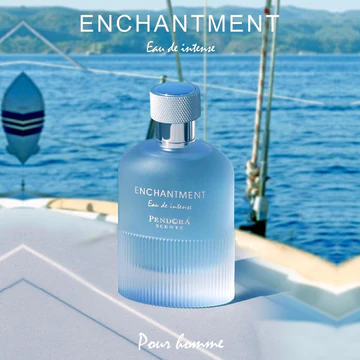 ENCHANTMENT
Eau de intense
ENCHANTMENT
Eau de intense
PENDORA
SCENTS
Pour homme